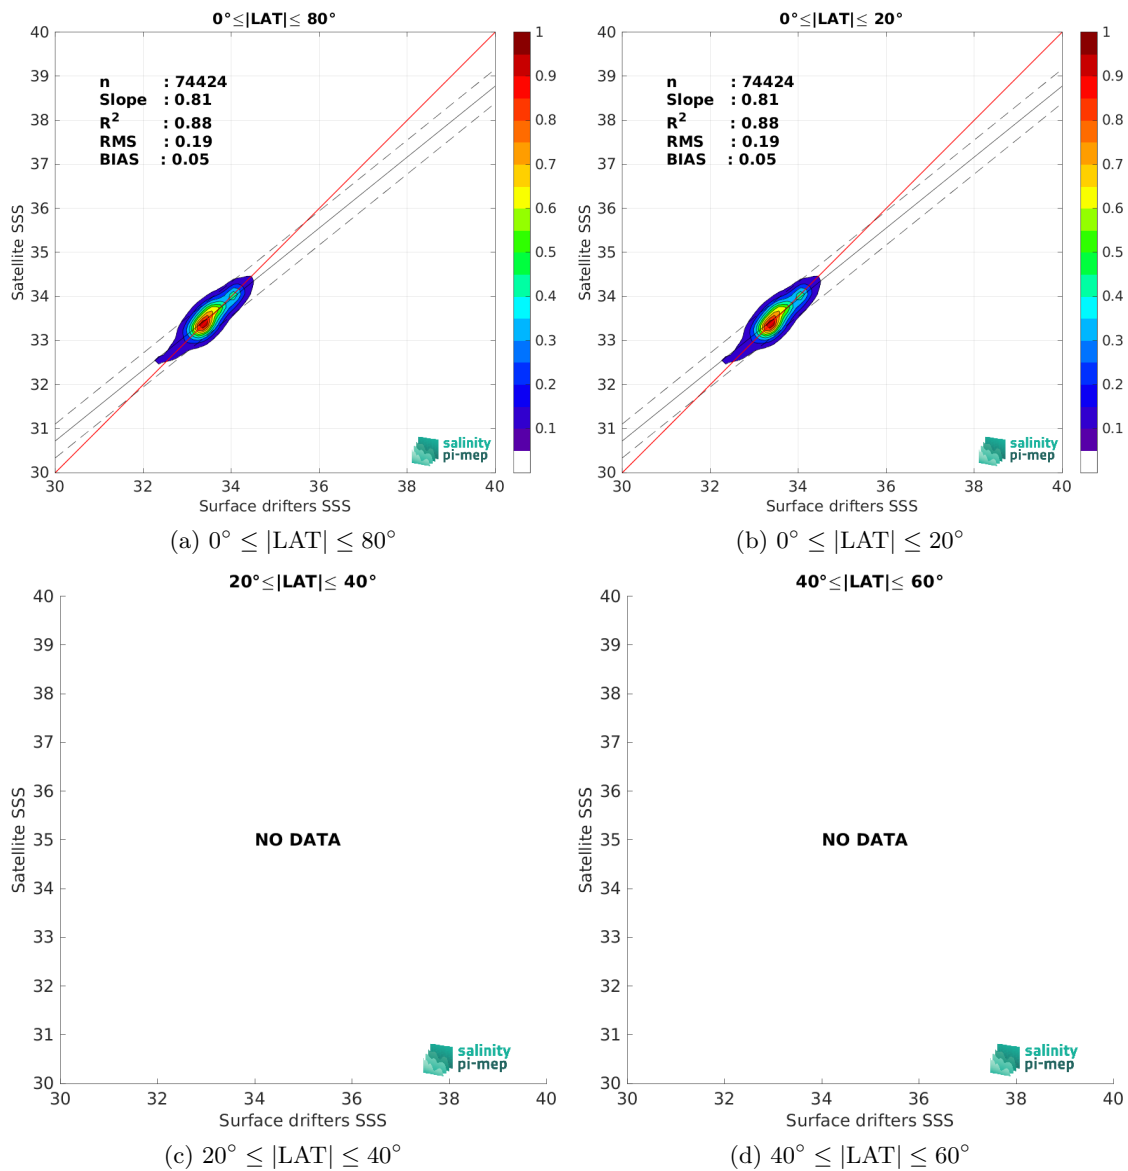 0°≤|LAT|≤ 80°
40
39
38
37
36
35
34
33
32
31
30
30 32 34 36 38 40
Satellite SSS
Surface drifters SSS
n : 74424
Slope : 0.81
R2 : 0.88
RMS : 0.19
BIAS : 0.05
1
0.9
0.8
0.7
0.6
0.5
0.4
0.3
0.2
0.1
salinity
pi-mep
(a) 0° ≤ |LAT| ≤ 80°
0°≤|LAT|≤ 20°
40
39
38
37
36
35
34
33
32
31
30
30 32 34 36 38 40
Satellite SSS
Surface drifters SSS
n : 74424
Slope : 0.81
R2 : 0.88
RMS : 0.19
BIAS : 0.05
1
0.9
0.8
0.7
0.6
0.5
0.4
0.3
0.2
0.1
salinity
pi-mep
(b) 0° ≤ |LAT| ≤ 20°
20°≤|LAT|≤ 40°
40
39
38
37
36
35
34
33
32
31
30
30 32 34 36 38 40
Satellite SSS
Surface drifters SSS
NO DATA
salinity
pi-mep
(c) 20° ≤ |LAT| ≤ 40°
40°≤|LAT|≤ 60°
40
39
38
37
36
35
34
33
32
31
30
30 32 34 36 38 40
Satellite SSS
Surface drifters SSS
NO DATA
salinity
pi-mep
(d) 40° ≤ |LAT| ≤ 60°